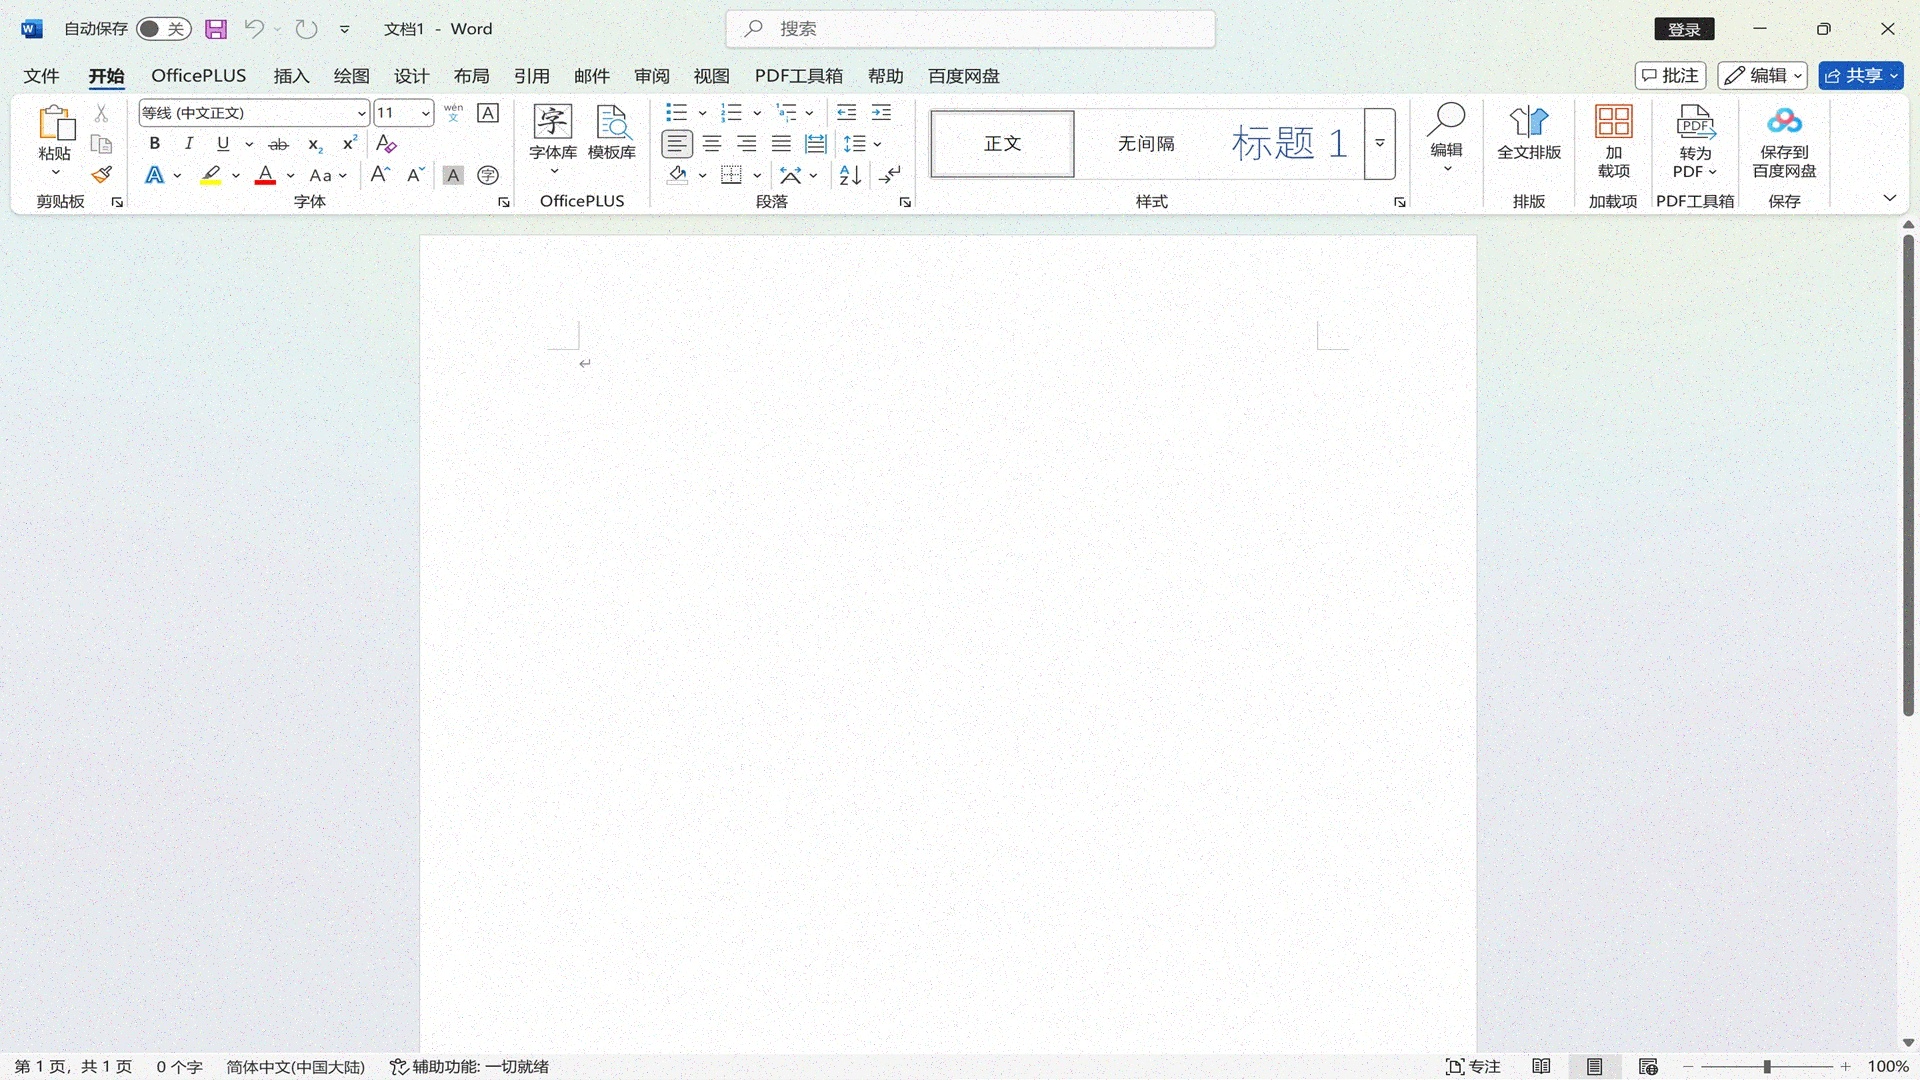 自动保存 关 文档1 - Word 搜索 登录
文件 开始 OfficePLUS 插入 绘图 设计 布局 引用 邮件 审阅 视图 PDF工具箱 帮助 百度网盘 批注 编辑 共享
粘贴
剪贴板
等线 (中文正文) 11 wén 文 A
B I U ab x₂ x² A
A A Aa A A A 字
字体
字 字体库 模板库
OfficePLUS
段落
正文 无间隔 标题 1
样式
编辑
全文排版
排版
加
载项
加载项
PDF
转为
PDF
PDF工具箱
保存到
百度网盘
保存
第 1 页，共 1 页 0 个字 简体中文(中国大陆) 辅助功能: 一切就绪 专注 100%